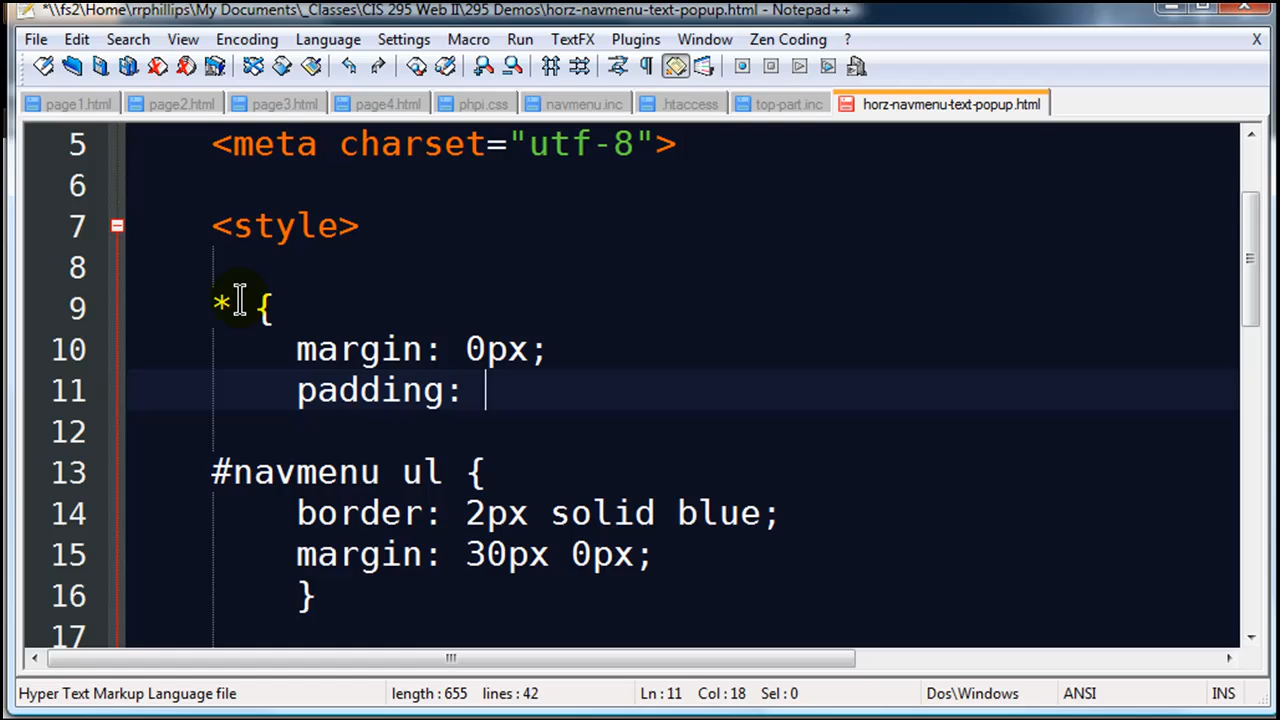 *\\fs2\Home\rrphillips\My Documents\_Classes\CIS 295 Web II\295 Demos\horz-navmenu-text-popup.html - Notepad++
File Edit Search View Encoding Language Settings Macro Run TextFX Plugins Window Zen Coding ? X
page1.html page2.html page3.html page4.html phpi.css navmenu.inc .htaccess top-part.inc horz-navmenu-text-popup.html
5 <meta charset="utf-8">
6
7 <style>
8
9 * {
10 margin: 0px;
11 padding:
12
13 #navmenu ul {
14 border: 2px solid blue;
15 margin: 30px 0px;
16 }
17
Hyper Text Markup Language file length : 655 lines : 42 Ln : 11 Col : 18 Sel : 0 Dos\Windows ANSI INS